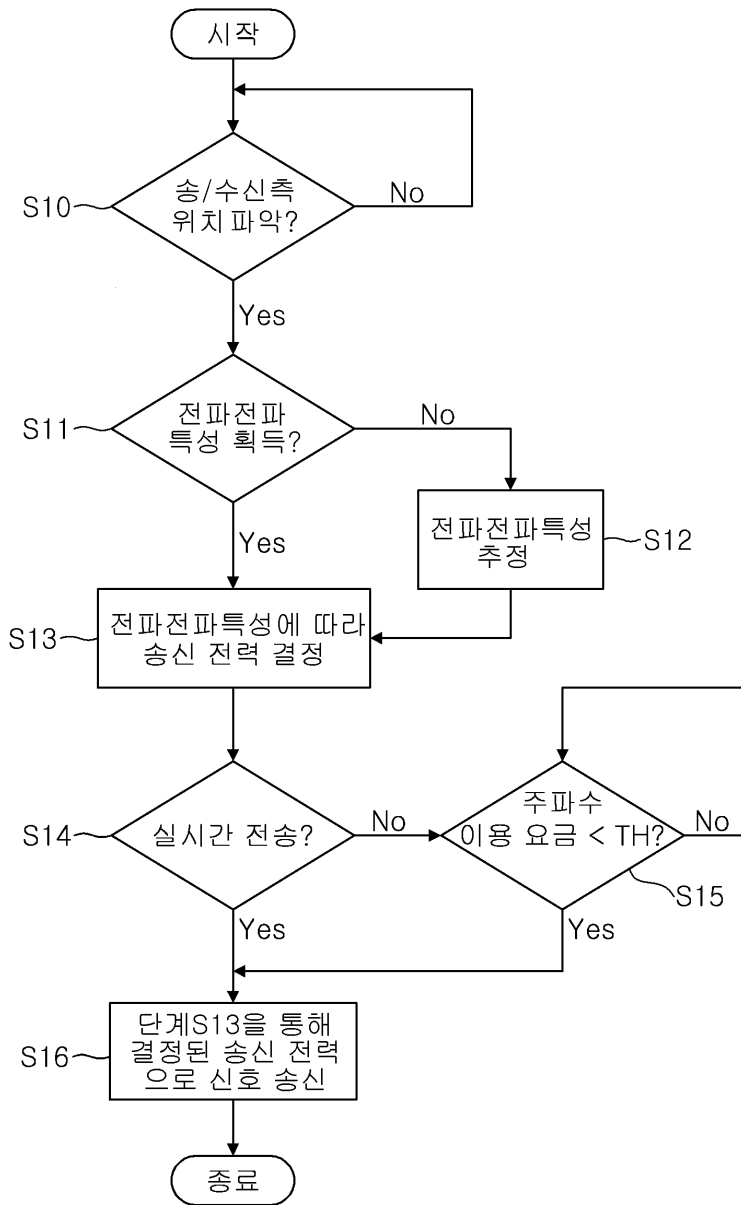 시작
S10
송/수신측
위치 파악?
No
Yes
S11
전파전파
특성 획득?
No
Yes
전파전파특성
추정
S12
S13
전파전파특성에 따라
송신 전력 결정
S14
실시간 전송?
No
주파수
이용 요금 < TH?
No
S15
Yes
Yes
S16
단계S13을 통해
결정된 송신 전력
으로 신호 송신
종료